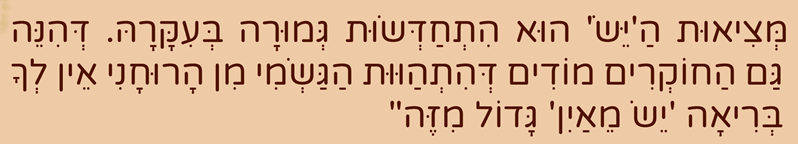 מְּצִיאוּת הַ'יֵּשׁ' הוּא הִתְחַדְּשׁוּת גְּמוּרָה בְּעִקָּרָהּ. דְּהִנֵּה
גַּם הַחוֹקְרִים מוֹדִים דְּהִתְהַוּוּת הַגַּשְׁמִי מִן הָרוּחָנִי אֵין לְךָ
בְּרִיאָה 'יֵשׁ מֵאַיִן' גָּדוֹל מִזֶּה"